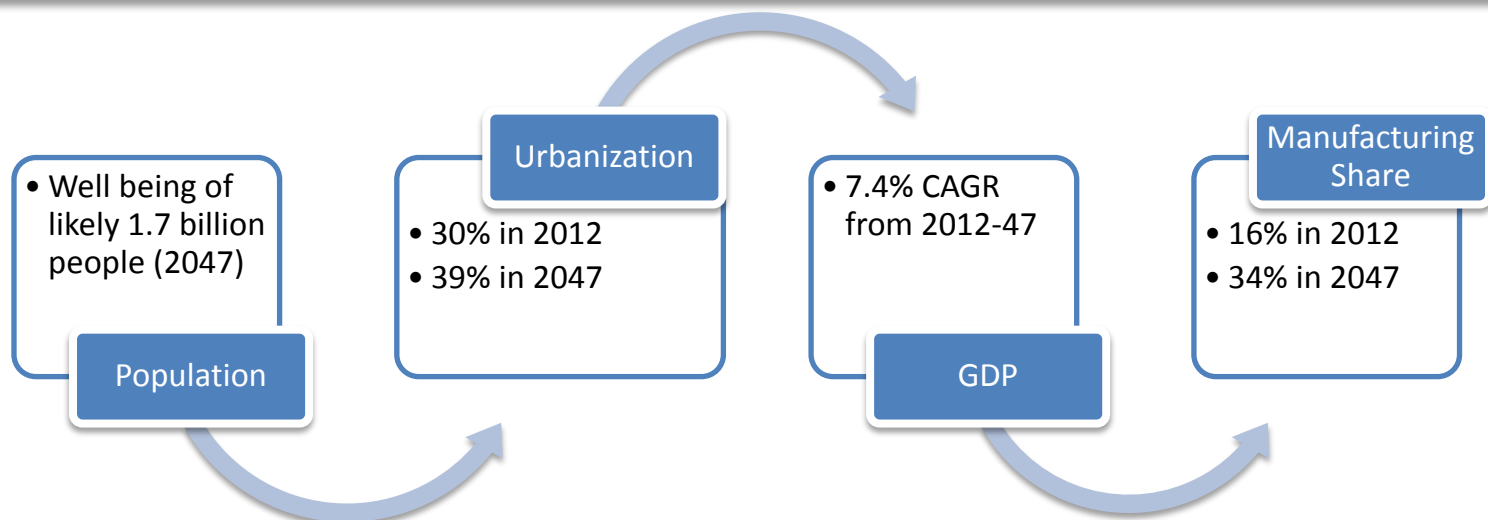 • Well being of
likely 1.7 billion
people (2047)
Population
Urbanization
• 30% in 2012
• 39% in 2047
• 7.4% CAGR
from 2012-47
GDP
Manufacturing
Share
• 16% in 2012
• 34% in 2047